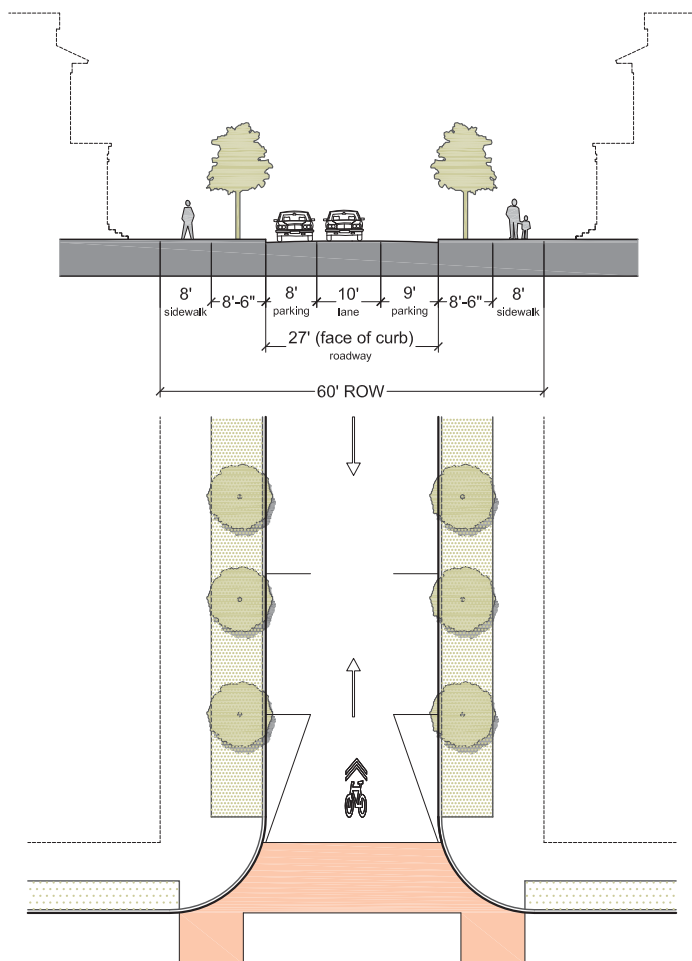 8' 8'-6" 8' 10' 9' 8'-6" 8'
sidewalk parking lane parking sidewalk
27' (face of curb)
roadway
60' ROW